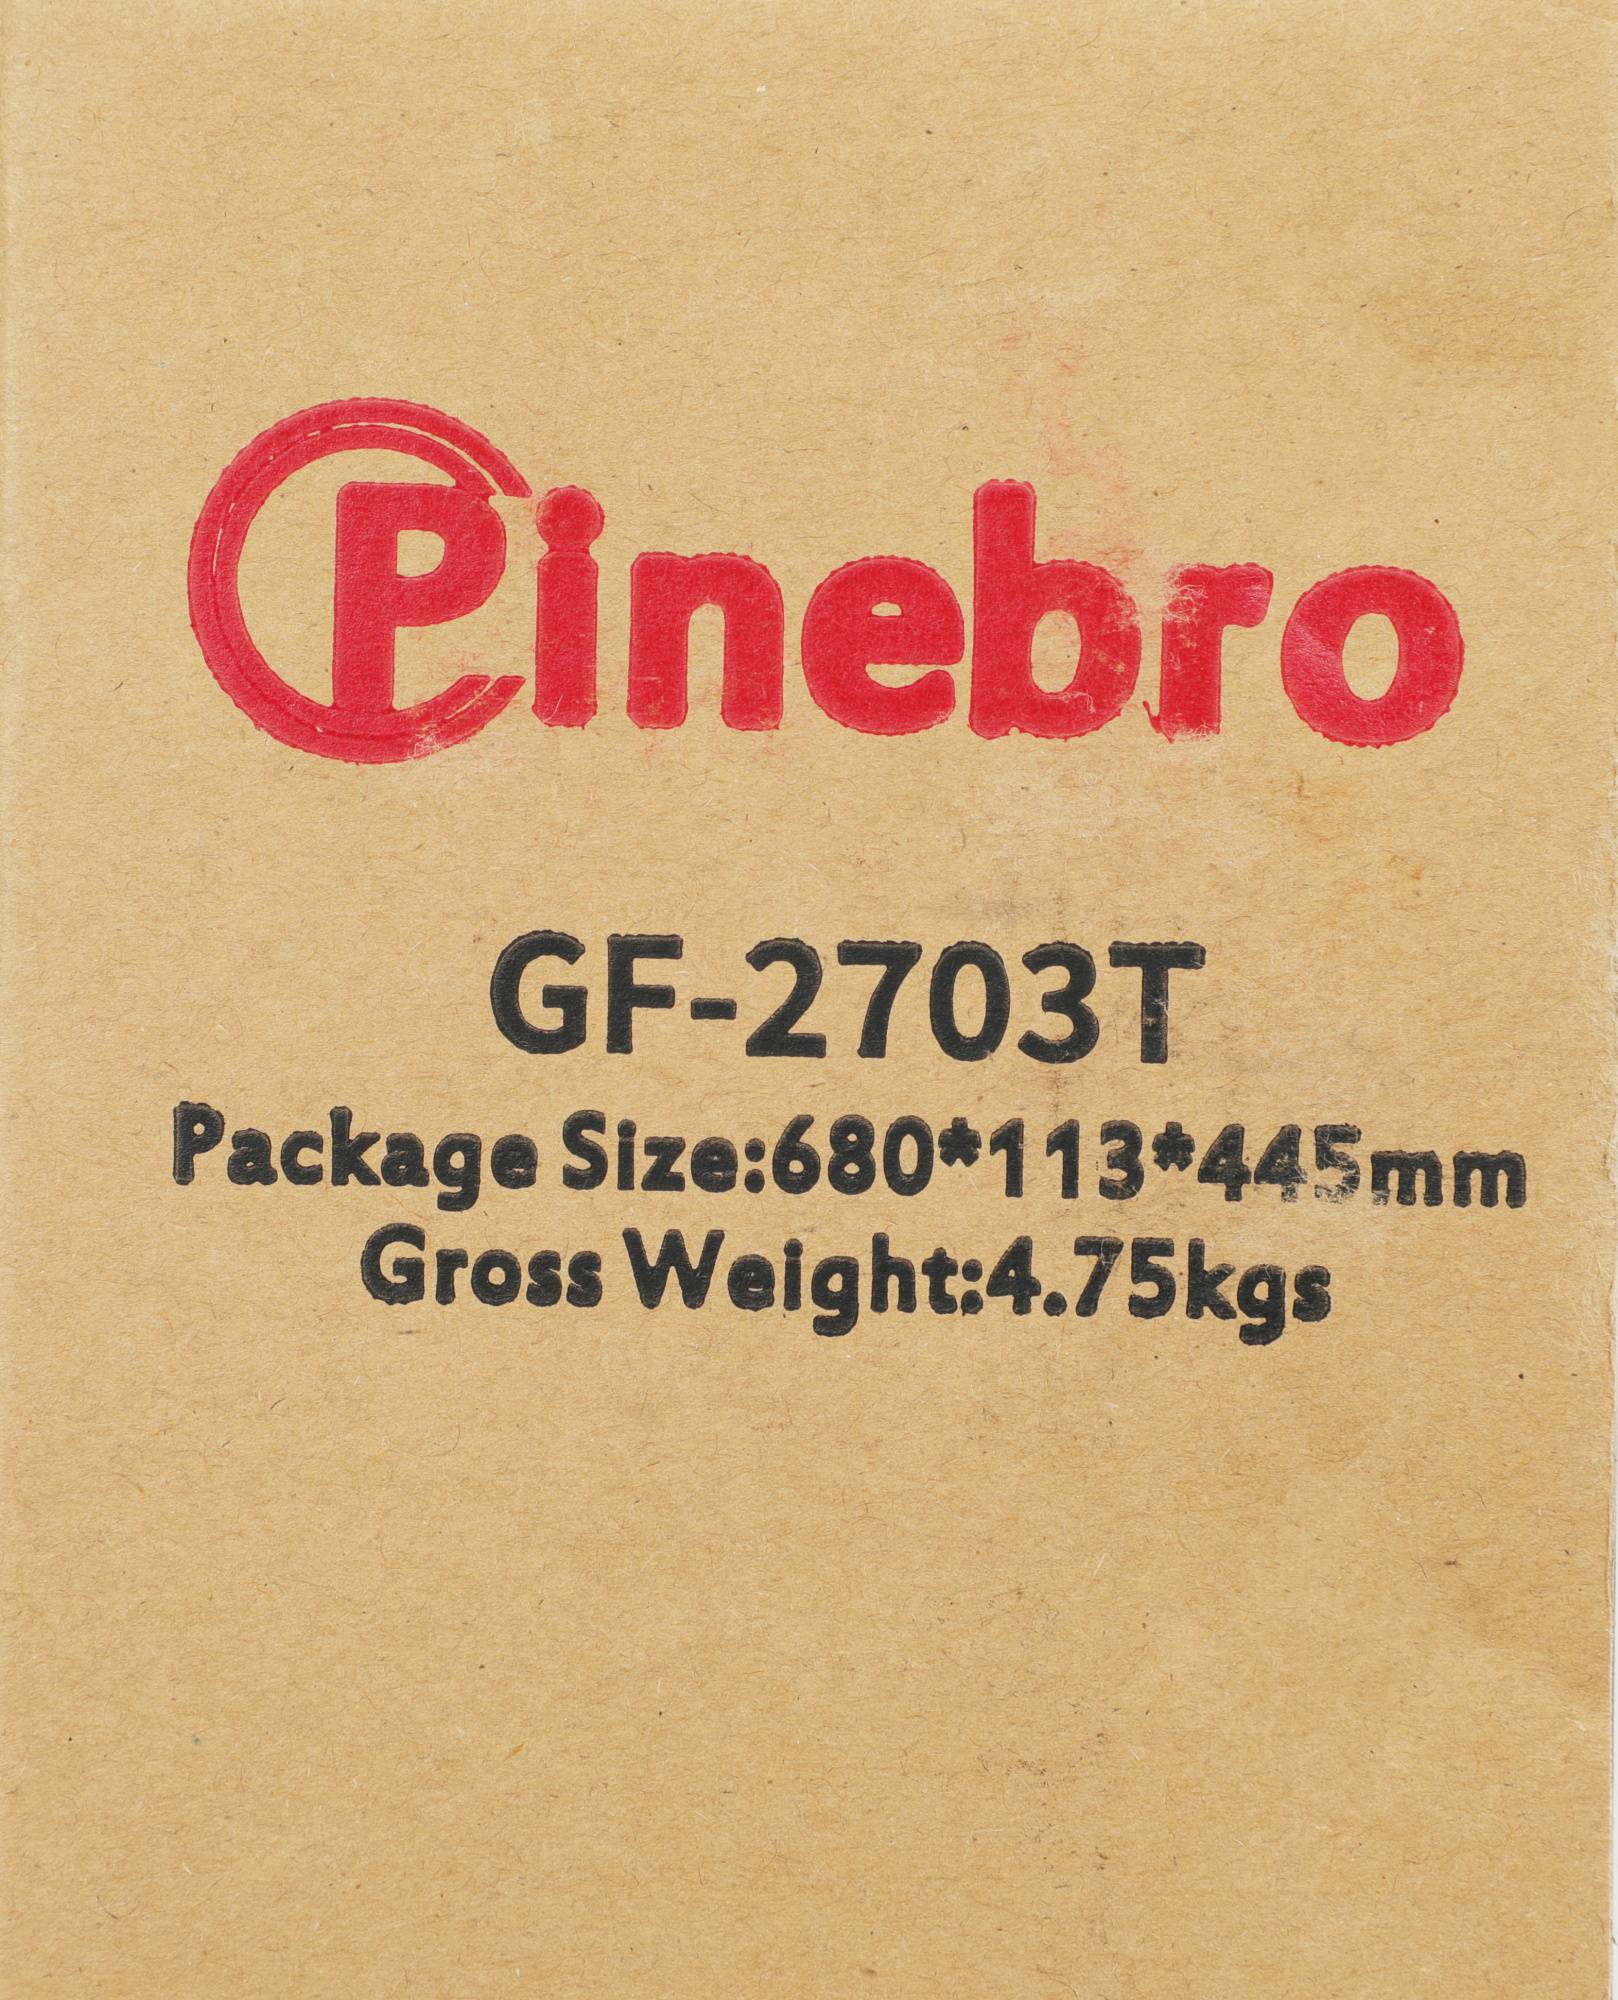 Pinebro
GF-2703T
Package Size:680*113*445mm
Gross Weight:4.75kgs